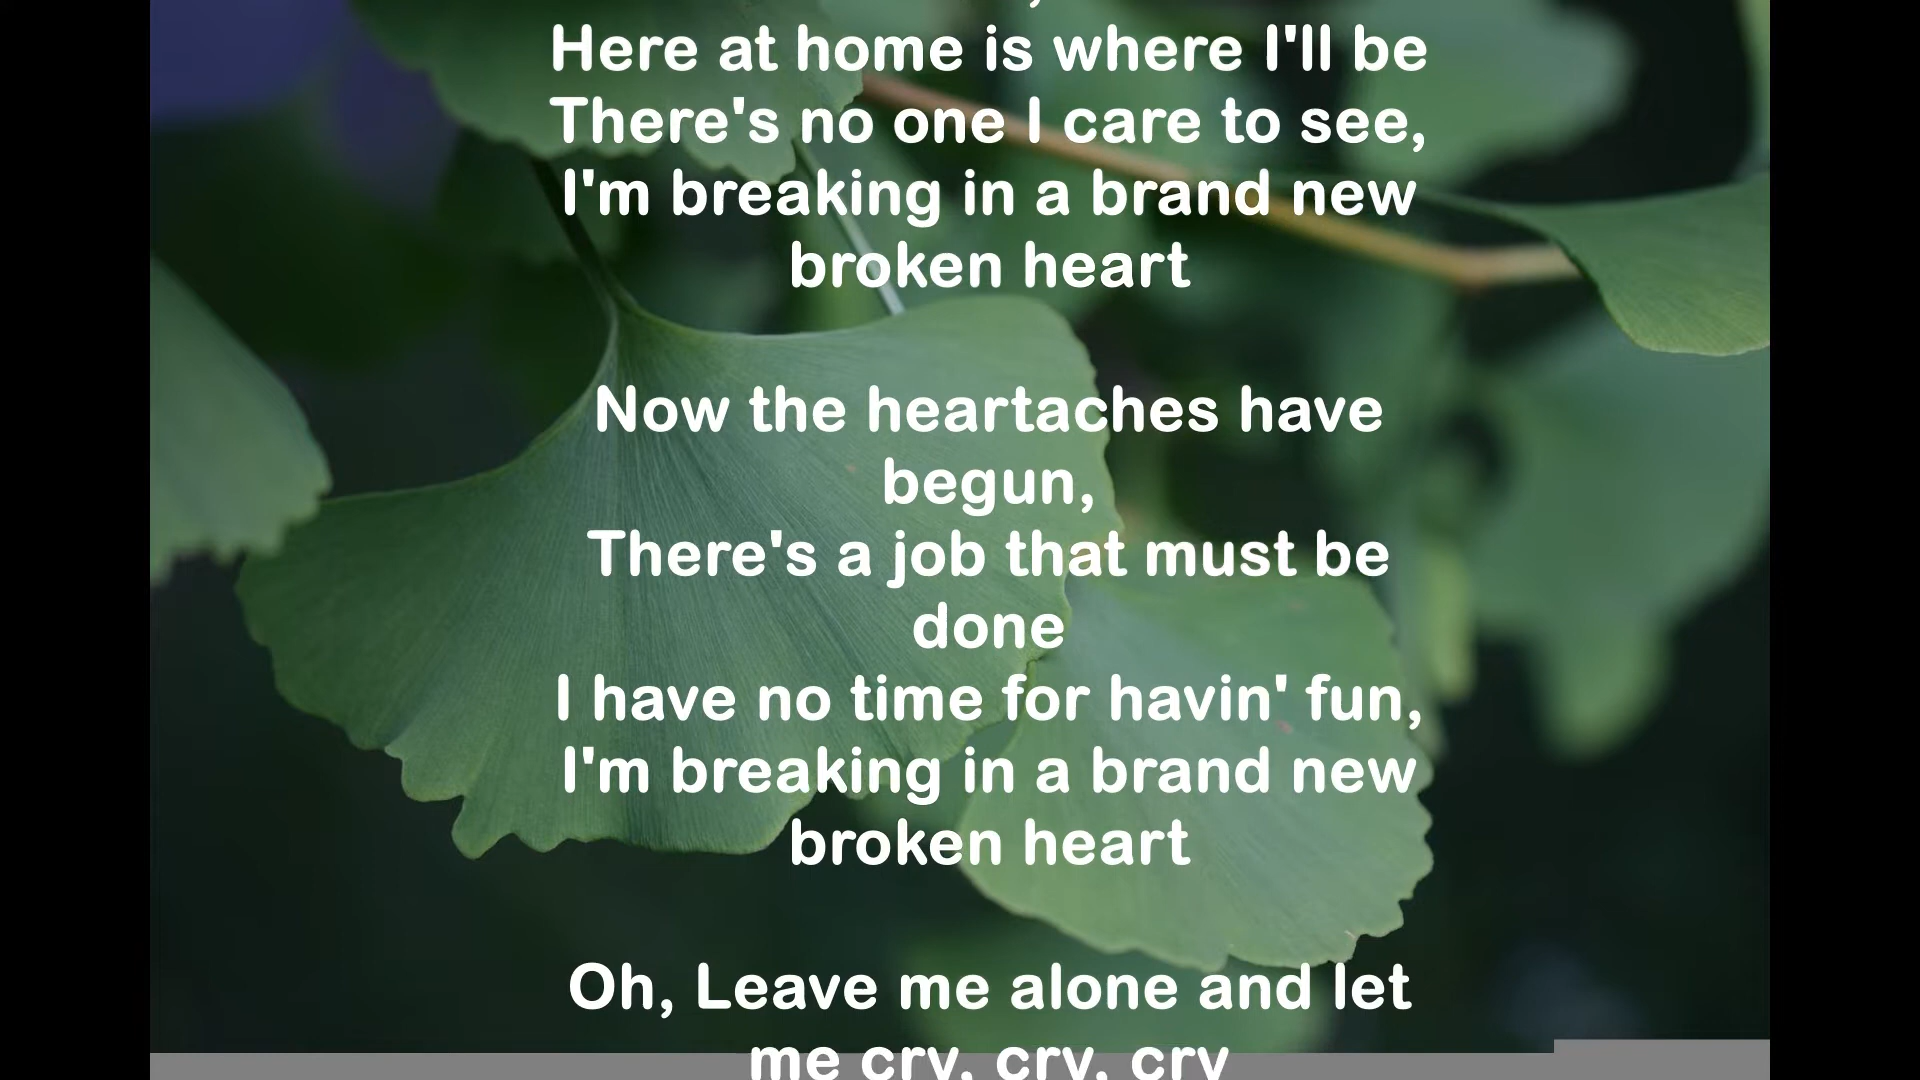 Here at home is where I'll be
There's no one I care to see,
I'm breaking in a brand new
broken heart
Now the heartaches have
begun,
There's a job that must be
done
I have no time for havin' fun,
I'm breaking in a brand new
broken heart
Oh, Leave me alone and let
me cry, cry, cry